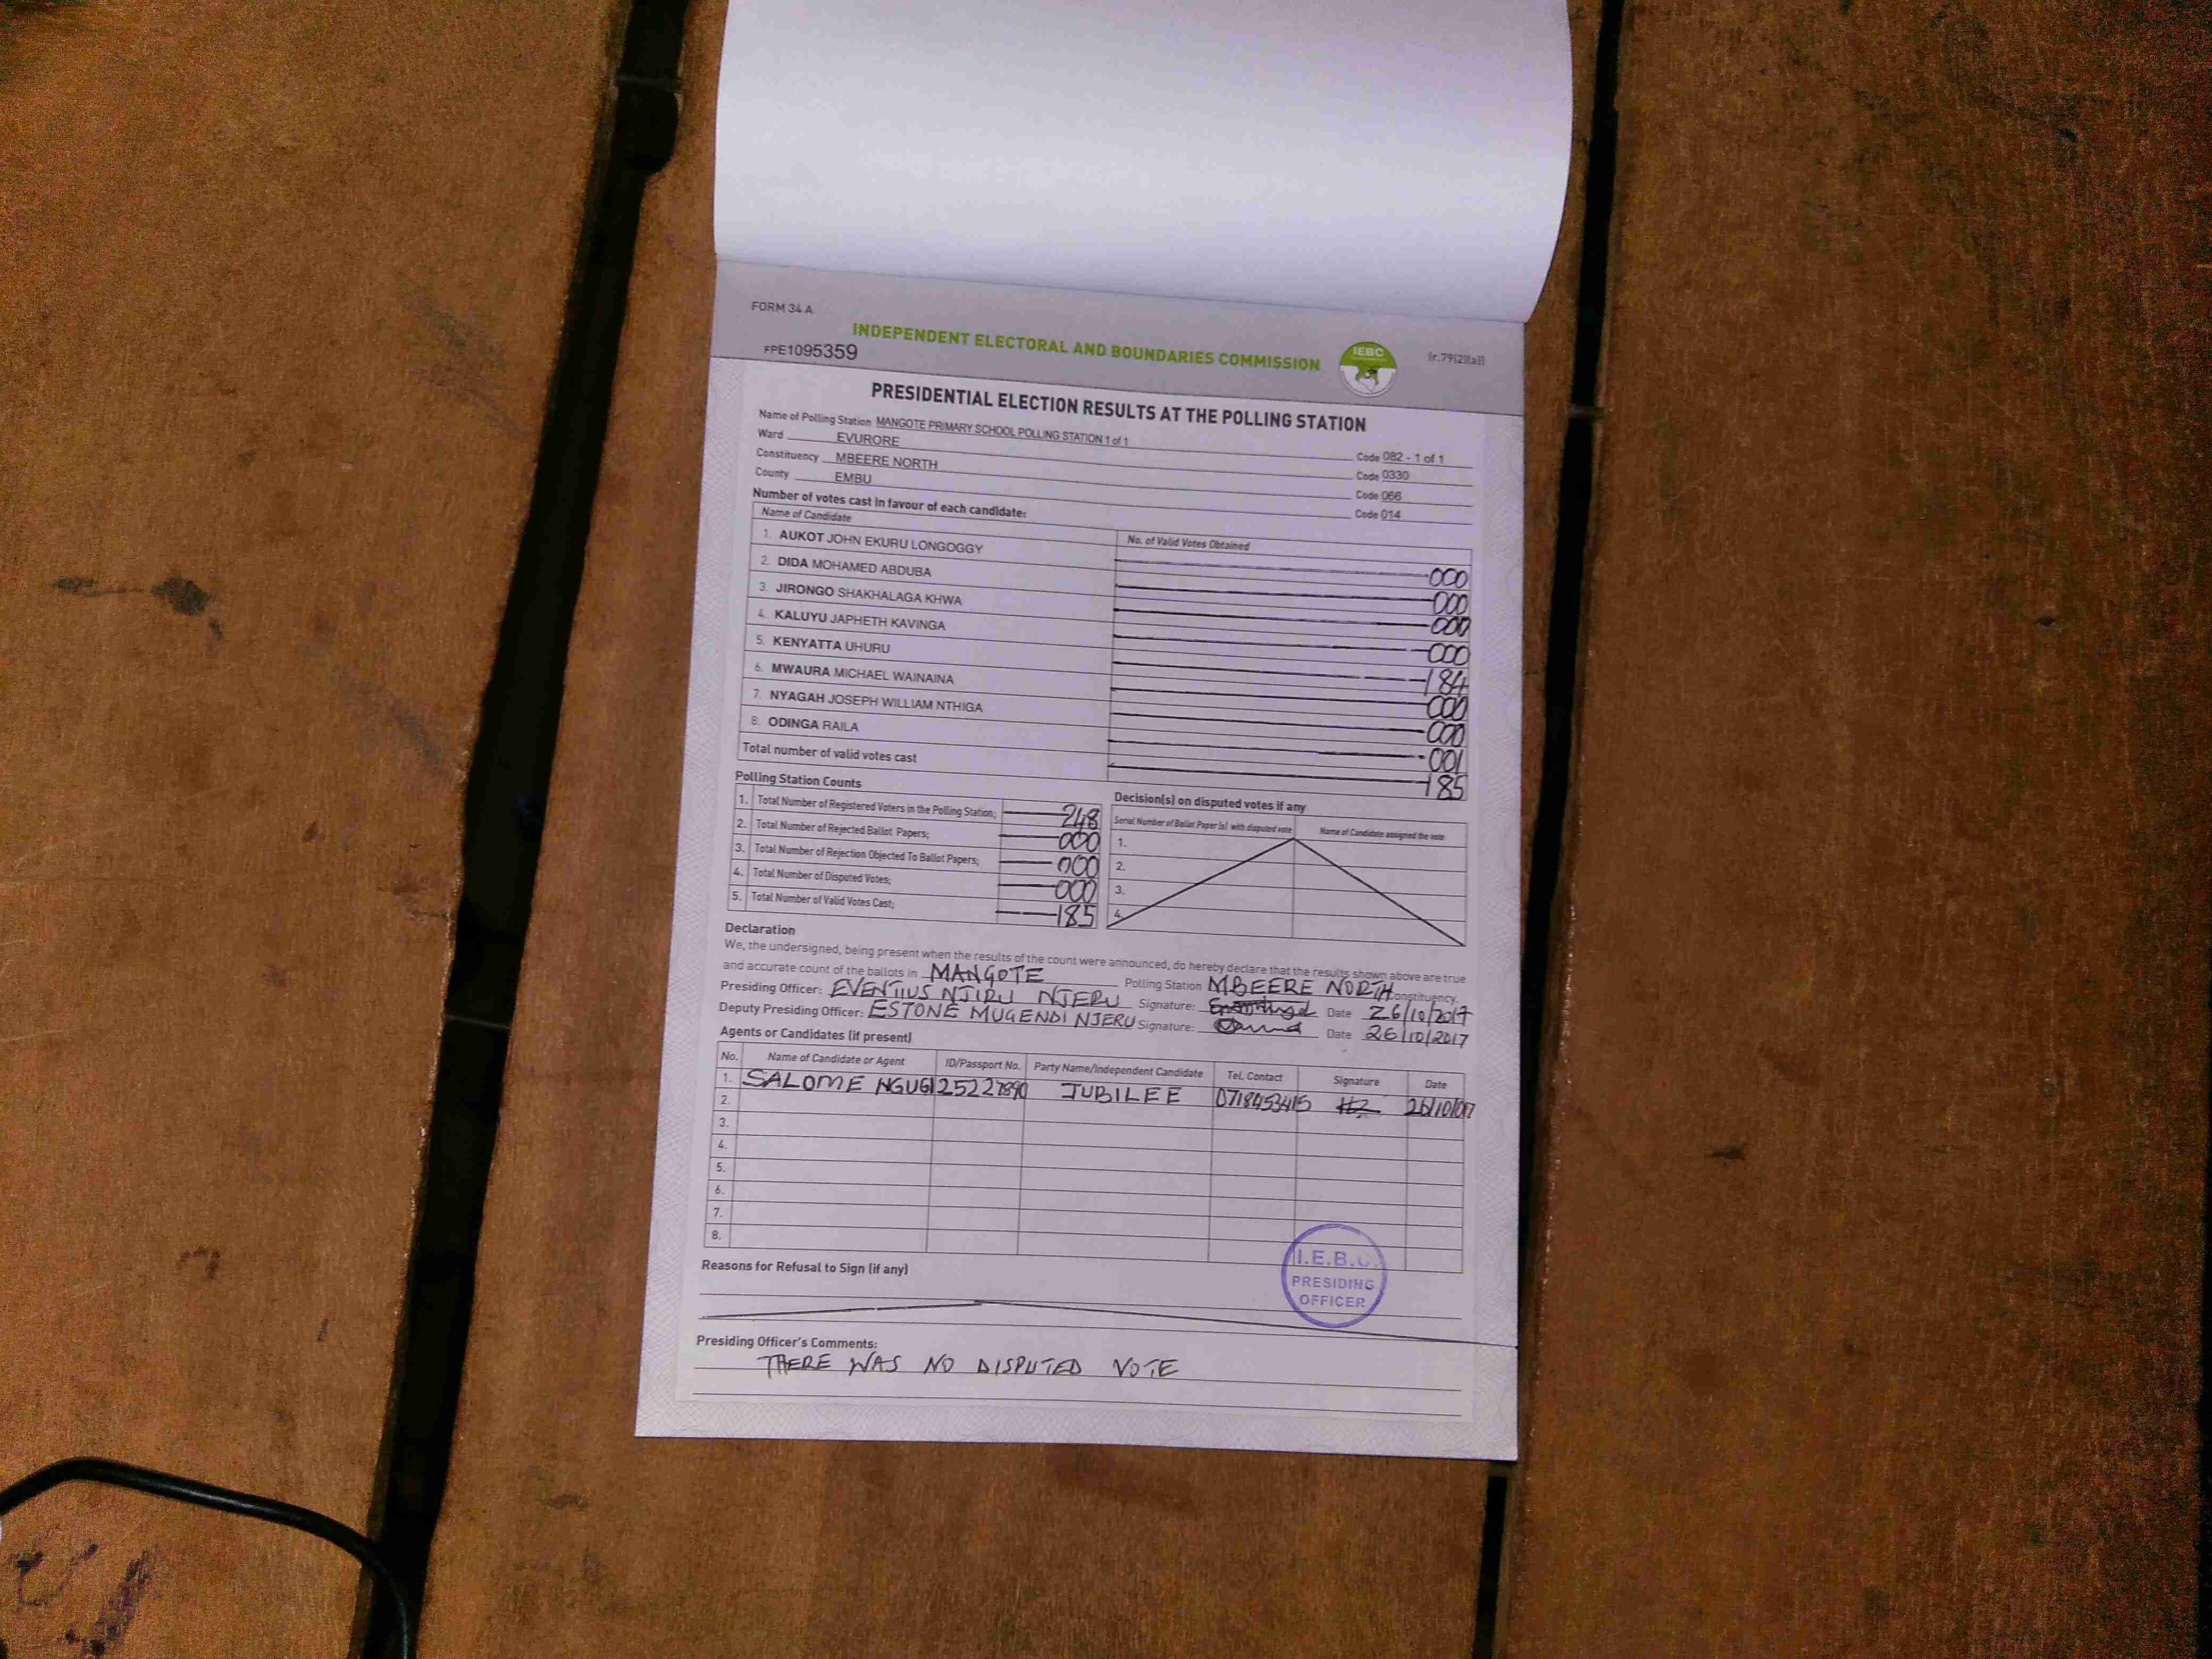 FORM 34 A
INDEPENDENT ELECTORAL AND BOUNDARIES COMMISSION
IEBC
(r.79(2)(a))
FPE1095359
PRESIDENTIAL ELECTION RESULTS AT THE POLLING STATION
Name of Polling Station MANGOTE PRIMARY SCHOOL POLLING STATION 1 of 1 Code 082 - 1 of 1
Ward EVURORE Code 0330
Constituency MBEERE NORTH Code 066
County EMBU Code 014
Number of votes cast in favour of each candidate:
Name of Candidate No. of Valid Votes Obtained
1. AUKOT JOHN EKURU LONGOGGY 000
2. DIDA MOHAMED ABDUBA 000
3. JIRONGO SHAKHALAGA KHWA 000
4. KALUYU JAPHETH KAVINGA 000
5. KENYATTA UHURU 184
6. MWAURA MICHAEL WAINAINA 000
7. NYAGAH JOSEPH WILLIAM NTHIGA 000
8. ODINGA RAILA 001
Total number of valid votes cast 185
Polling Station Counts
1. Total Number of Registered Voters in the Polling Station; 248
2. Total Number of Rejected Ballot Papers; 000
3. Total Number of Rejection Objected To Ballot Papers; 000
4. Total Number of Disputed Votes; 000
5. Total Number of Valid Votes Cast; 185
Decision(s) on disputed votes if any
Serial Number of Ballot Paper (s) with disputed vote Name of Candidate assigned the vote
1.
2.
3.
4.
Declaration
We, the undersigned, being present when the results of the count were announced, do hereby declare that the results shown above are true
and accurate count of the ballots in MANGOTE Polling Station MBEERE NORTH Constituency.
Presiding Officer: NJIRU NJERU Signature: Date 26/10/2017
Deputy Presiding Officer: ESTONE MUGENDI NJERU Signature: Date 26/10/2017
Agents or Candidates (if present)
No. Name of Candidate or Agent ID/Passport No. Party Name/Independent Candidate Tel. Contact Signature Date
1. SALOME NGUGI JUBILEE 0718453415
2.
3.
4.
5.
6.
7.
8.
I.E.B.C.
PRESIDING
OFFICER
Reasons for Refusal to Sign (if any)
Presiding Officer's Comments:
THERE WAS NO DISPUTED VOTE